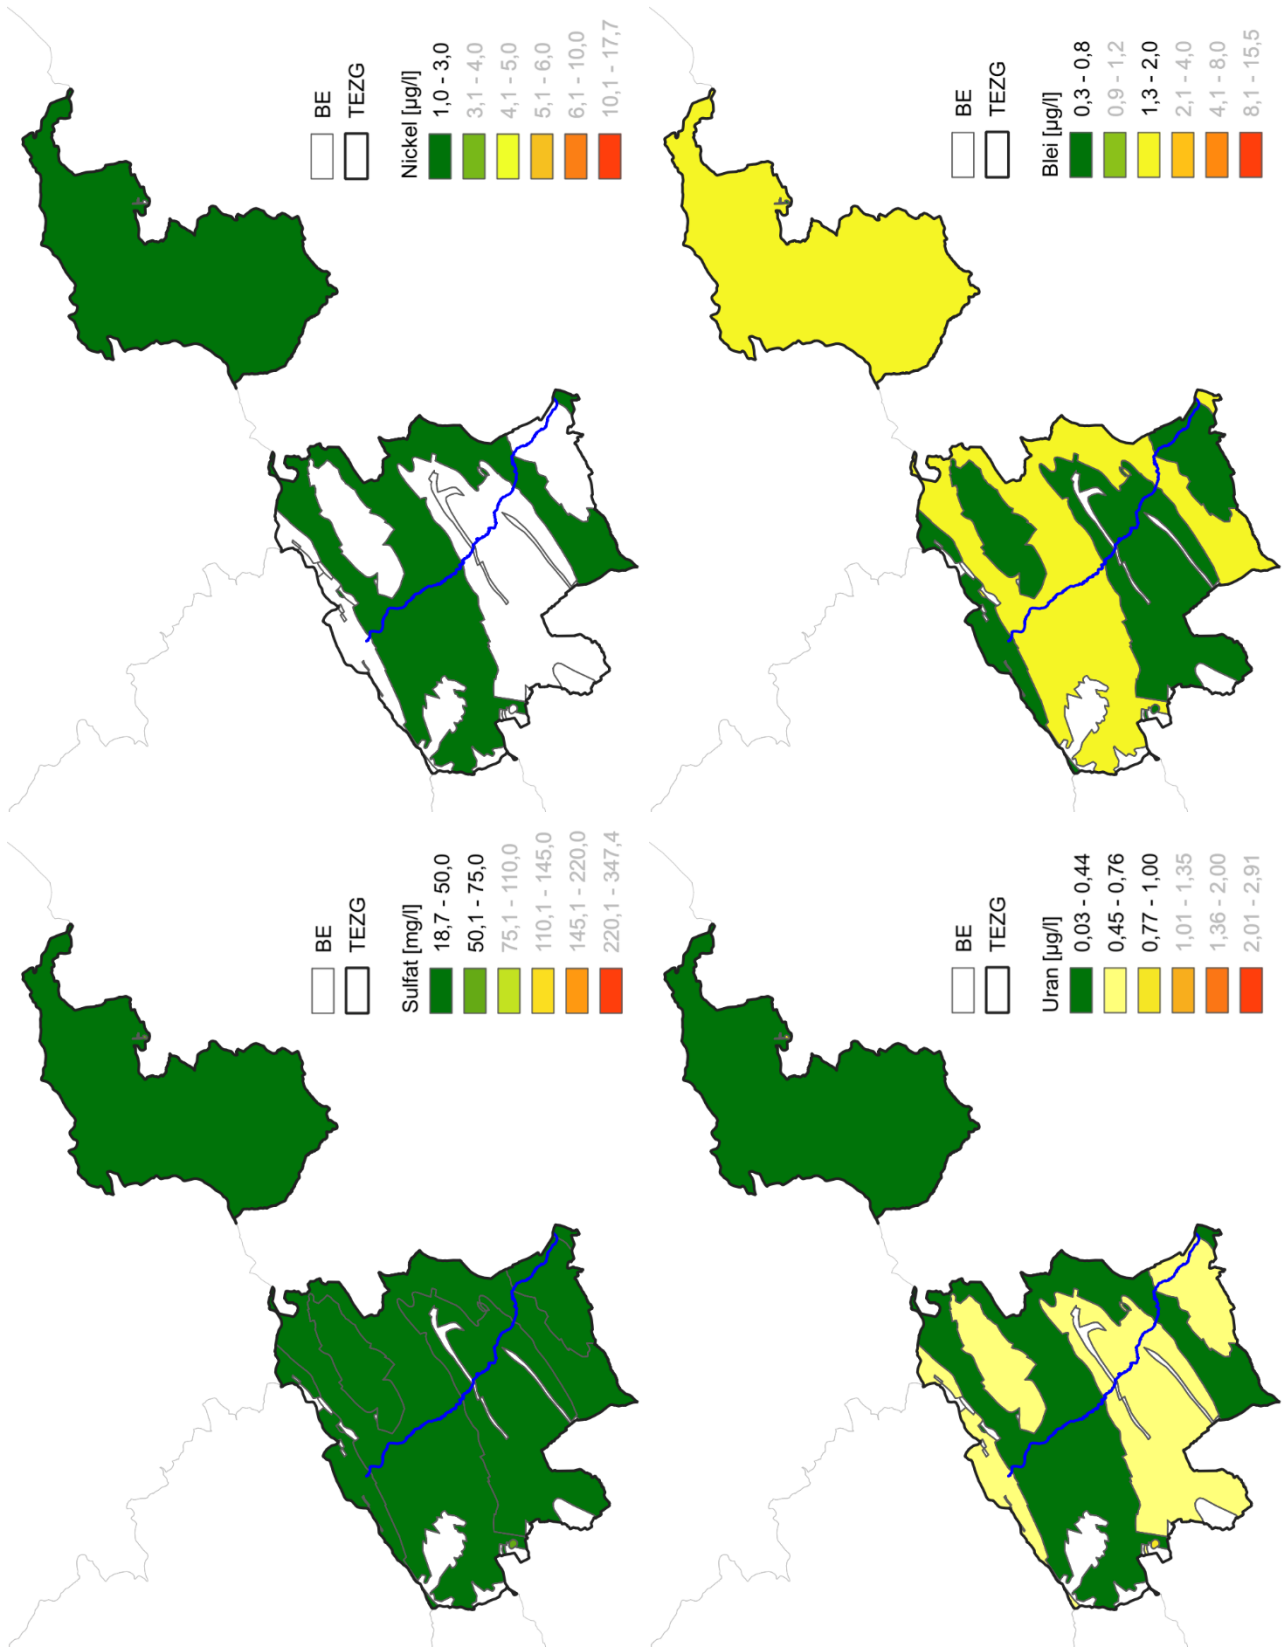 BE
TEZG
Sulfat [mg/l]
18,7 - 50,0
50,1 - 75,0
75,1 - 110,0
110,1 - 145,0
145,1 - 220,0
220,1 - 347,4
BE
TEZG
Nickel [µg/l]
1,0 - 3,0
3,1 - 4,0
4,1 - 5,0
5,1 - 6,0
6,1 - 10,0
10,1 - 17,7
BE
TEZG
Uran [µg/l]
0,03 - 0,44
0,45 - 0,76
0,77 - 1,00
1,01 - 1,35
1,36 - 2,00
2,01 - 2,91
BE
TEZG
Blei [µg/l]
0,3 - 0,8
0,9 - 1,2
1,3 - 2,0
2,1 - 4,0
4,1 - 8,0
8,1 - 15,5